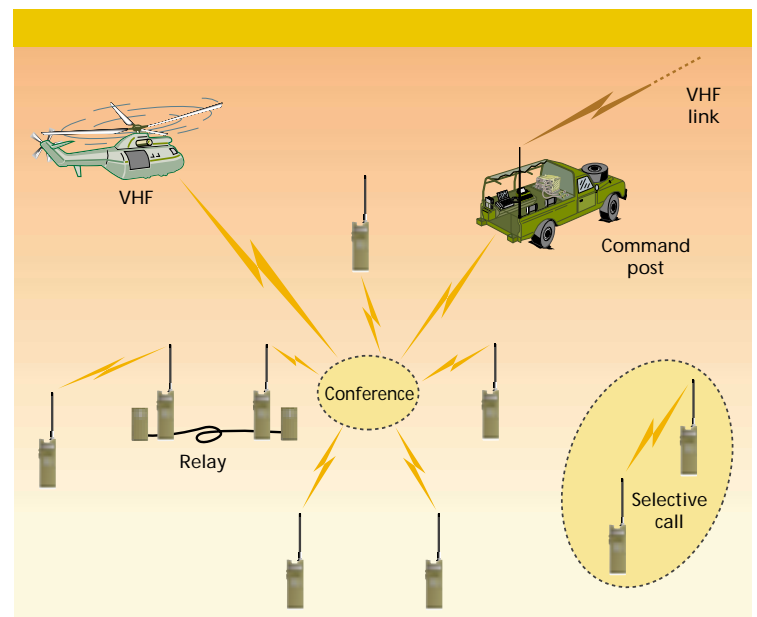 VHF
link
VHF
Command
post
Conference
Relay
Selective
call